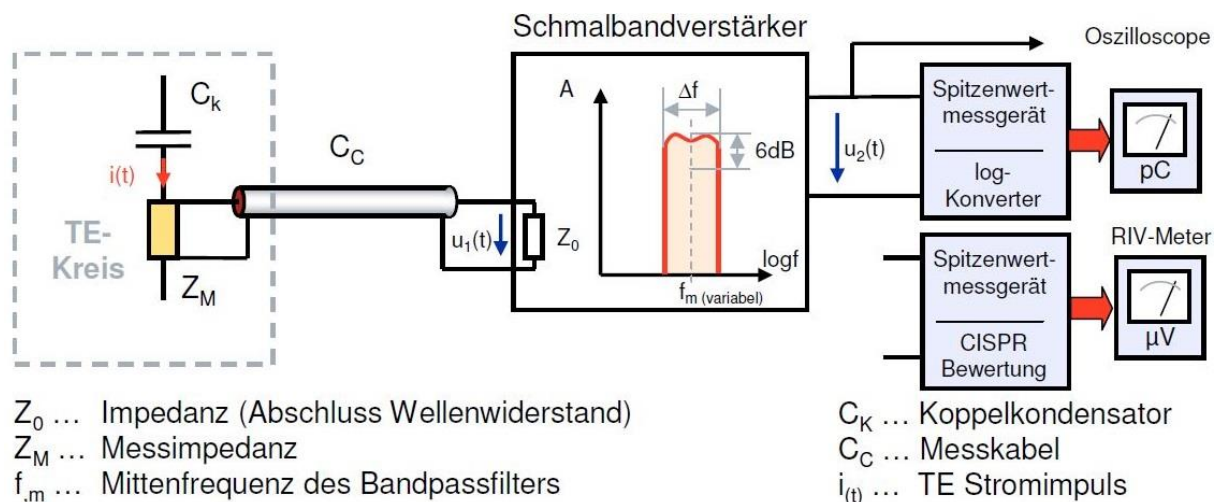 Schmalbandverstärker
Oszilloscope
TE-
Kreis
C_k
i(t)
Z_M
C_C
u_1(t)
Z_0
A
Δf
6dB
logf
f_m (variabel)
u_2(t)
Spitzenwert-
messgerät
log-
Konverter
pC
RIV-Meter
Spitzenwert-
messgerät
CISPR
Bewertung
µV
Z_0 ... Impedanz (Abschluss Wellenwiderstand)
Z_M ... Messimpedanz
f_,m ... Mittenfrequenz des Bandpassfilters
C_K ... Koppelkondensator
C_C ... Messkabel
i_(t) ... TE Stromimpuls